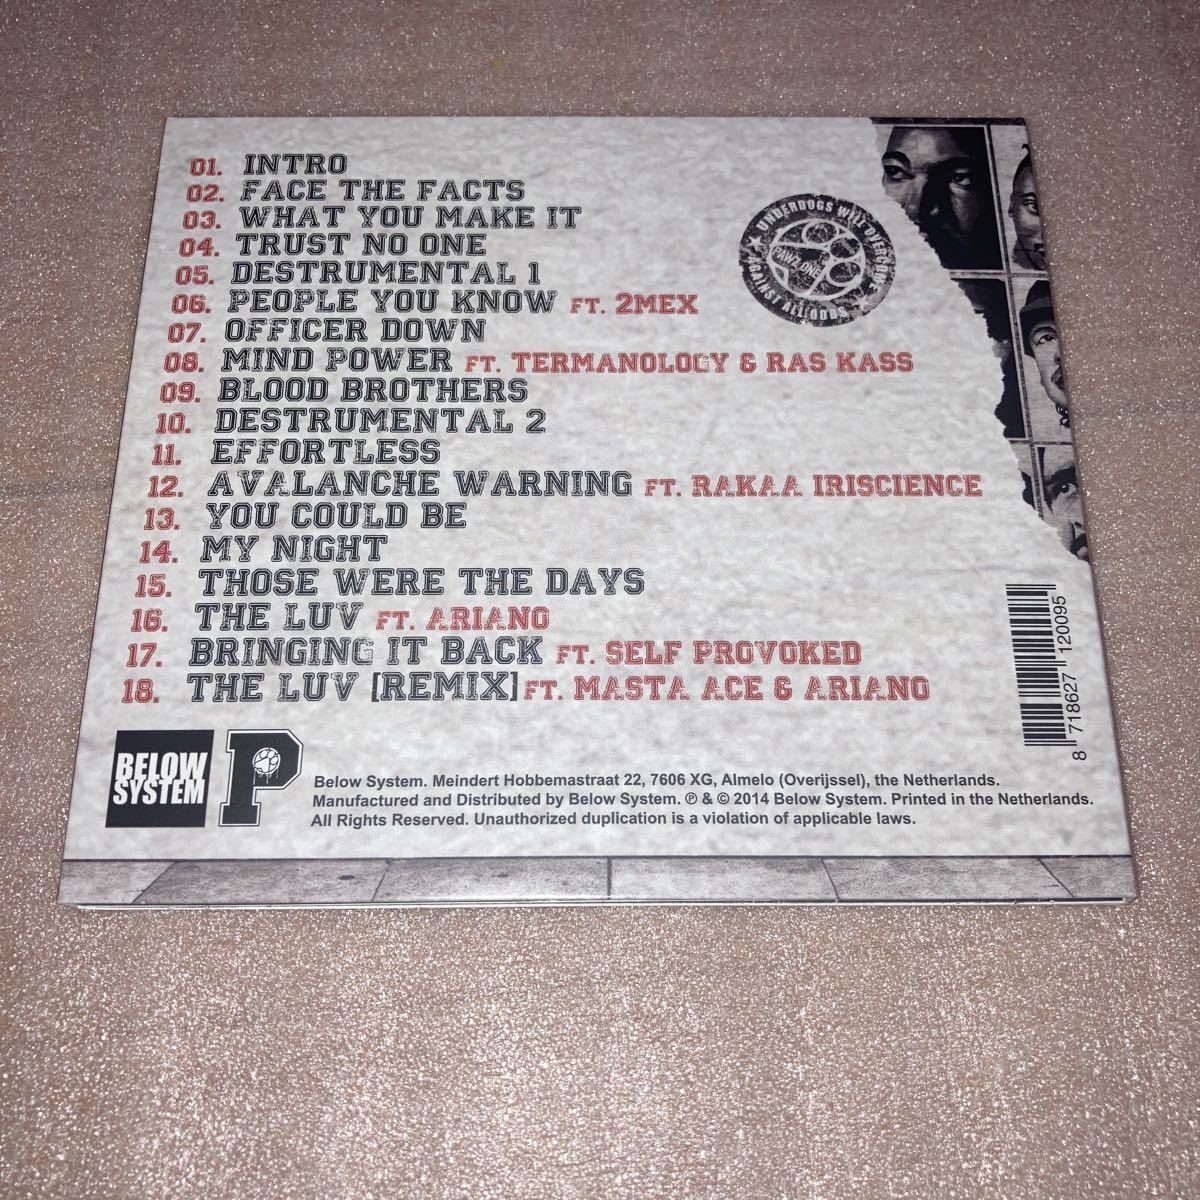 01. INTRO
02. FACE THE FACTS
03. WHAT YOU MAKE IT
04. TRUST NO ONE
05. DESTRUMENTAL 1
06. PEOPLE YOU KNOW FT. 2MEX
07. OFFICER DOWN
08. MIND POWER FT. TERMANOLOGY & RAS KASS
09. BLOOD BROTHERS
10. DESTRUMENTAL 2
11. EFFORTLESS
12. AVALANCHE WARNING FT. RAKAA IRISCIENCE
13. YOU COULD BE
14. MY NIGHT
15. THOSE WERE THE DAYS
16. THE LUV FT. ARIANO
17. BRINGING IT BACK FT. SELF PROVOKED
18. THE LUV [REMIX] FT. MASTA ACE & ARIANO
UNDERDOGS WILL OVERCOME
PAWZ ONE
AGAINST ALL ODDS
8 718627 120095
BELOW
SYSTEM
P
Below System. Meindert Hobbemastraat 22, 7606 XG, Almelo (Overijssel), the Netherlands.
Manufactured and Distributed by Below System. ℗ & © 2014 Below System. Printed in the Netherlands.
All Rights Reserved. Unauthorized duplication is a violation of applicable laws.